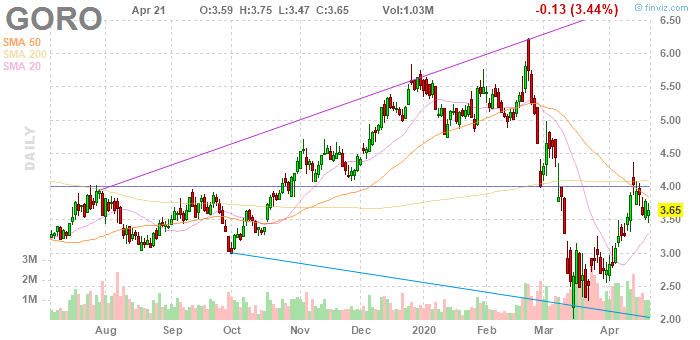 GORO Apr 21 O:3.59 H:3.75 L:3.47 C:3.65 Vol:1.03M -0.13 (3.44%) © finviz.com
SMA 50
SMA 200
SMA 20
DAILY
6.50
6.00
5.50
5.00
4.50
4.00
3.65
3.50
3.00
2.50
2.00
3M
2M
1M
Aug Sep Oct Nov Dec 2020 Feb Mar Apr